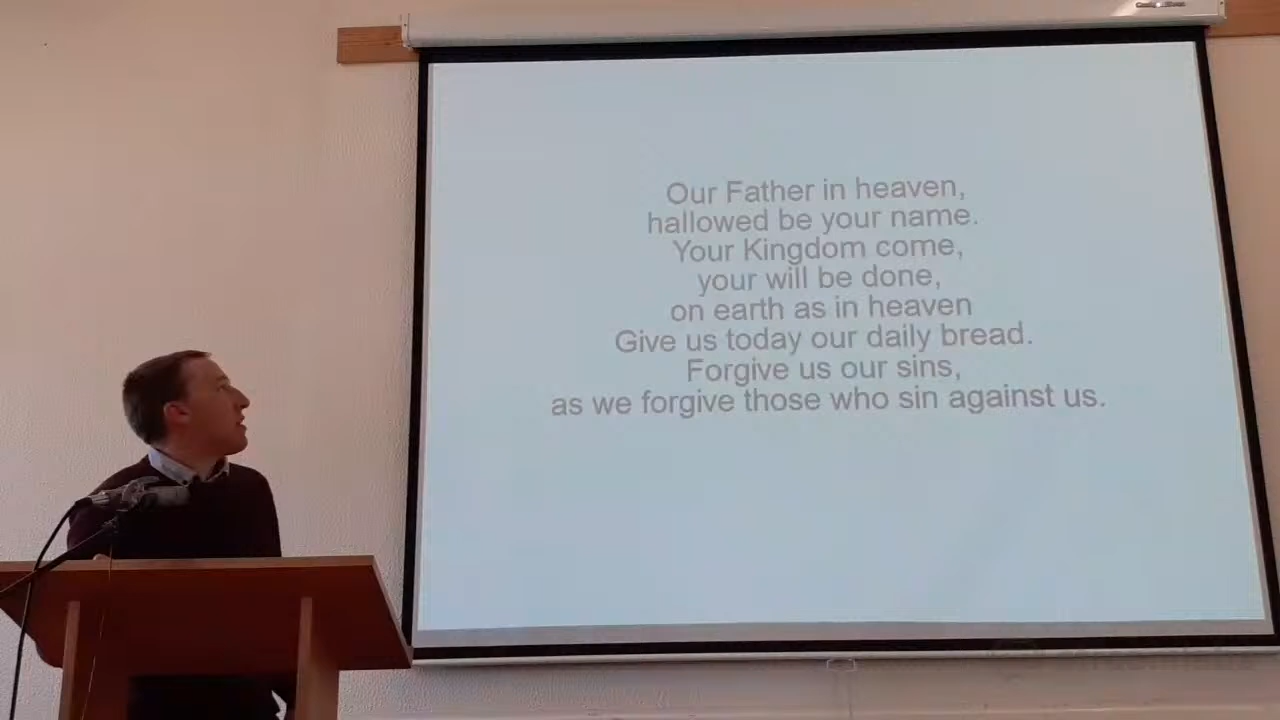 Our Father in heaven,
hallowed be your name.
Your Kingdom come,
your will be done,
on earth as in heaven
Give us today our daily bread.
Forgive us our sins,
as we forgive those who sin against us.